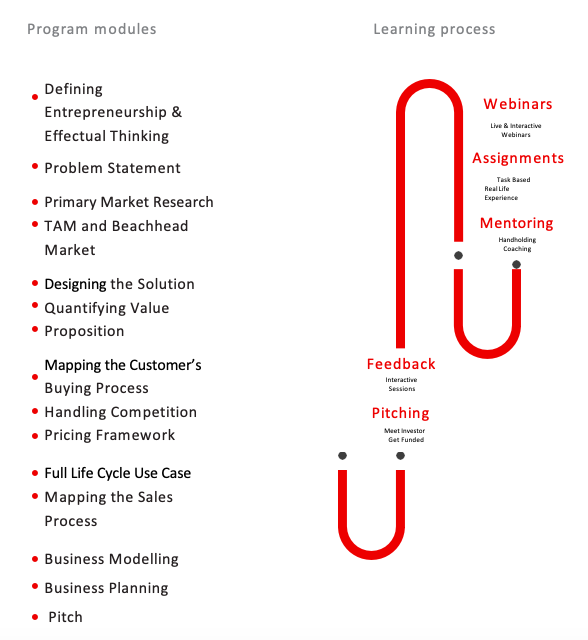 Program modules
Defining
Entrepreneurship &
Effectual Thinking
Problem Statement
Primary Market Research
TAM and Beachhead
Market
Designing the Solution
Quantifying Value
Proposition
Mapping the Customer's
Buying Process
Handling Competition
Pricing Framework
Full Life Cycle Use Case
Mapping the Sales
Process
Business Modelling
Business Planning
Pitch
Learning process
Webinars
Live & Interactive
Webinars
Assignments
Task Based
Real Life
Experience
Mentoring
Handholding
Coaching
Feedback
Interactive
Sessions
Pitching
Meet Investor
Get Funded